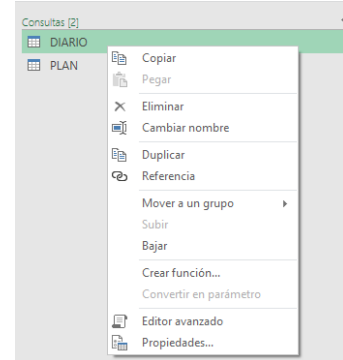 Consultas [2]
DIARIO
PLAN
Copiar
Pegar
Eliminar
Cambiar nombre
Duplicar
Referencia
Mover a un grupo
Subir
Bajar
Crear función...
Convertir en parámetro
Editor avanzado
Propiedades...